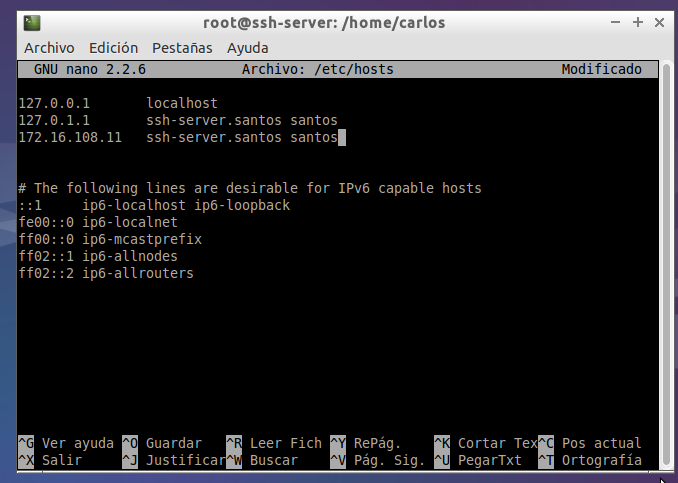 root@ssh-server: /home/carlos
Archivo Edición Pestañas Ayuda
GNU nano 2.2.6 Archivo: /etc/hosts Modificado
127.0.0.1 localhost
127.0.1.1 ssh-server.santos santos
172.16.108.11 ssh-server.santos santos
# The following lines are desirable for IPv6 capable hosts
::1 ip6-localhost ip6-loopback
fe00::0 ip6-localnet
ff00::0 ip6-mcastprefix
ff02::1 ip6-allnodes
ff02::2 ip6-allrouters
^G Ver ayuda ^O Guardar ^R Leer Fich ^Y RePág. ^K Cortar Tex ^C Pos actual
^X Salir ^J Justificar ^W Buscar ^V Pág. Sig. ^U PegarTxt ^T Ortografía